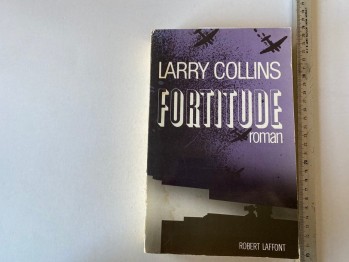 LARRY COLLINS
FORTITUDE
roman
ROBERT LAFFONT